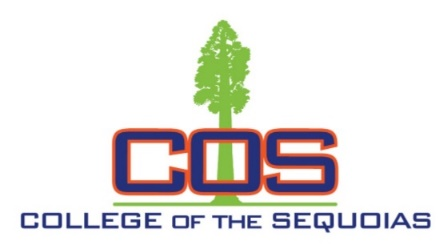 COS
COLLEGE OF THE SEQUOIAS